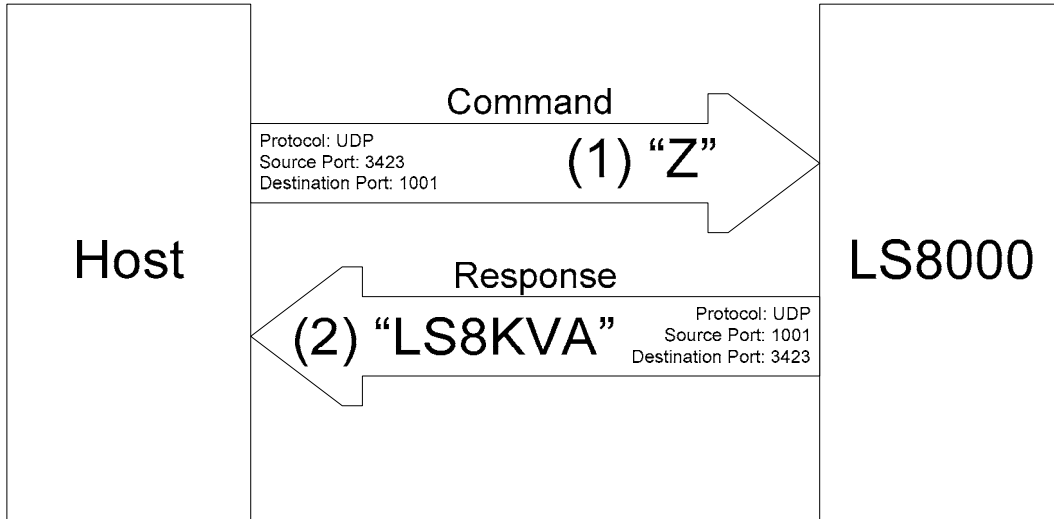 Command
Protocol: UDP
Source Port: 3423
Destination Port: 1001
(1) “Z”
Host
LS8000
Response
(2) “LS8KVA”
Protocol: UDP
Source Port: 1001
Destination Port: 3423